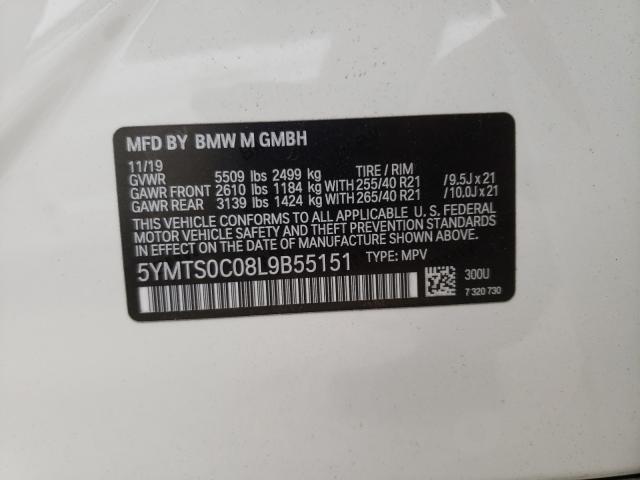 MFD BY BMW M GMBH
11/19
GVWR 5509 lbs 2499 kg TIRE / RIM
GAWR FRONT 2610 lbs 1184 kg WITH 255/40 R21 /9.5J x 21
GAWR REAR 3139 lbs 1424 kg WITH 265/40 R21 /10.0J x 21
THIS VEHICLE CONFORMS TO ALL APPLICABLE U. S. FEDERAL
MOTOR VEHICLE SAFETY AND THEFT PREVENTION STANDARDS
IN EFFECT ON THE DATE OF MANUFACTURE SHOWN ABOVE.
5YMTS0C08L9B55151 TYPE: MPV
300U
7 320 730